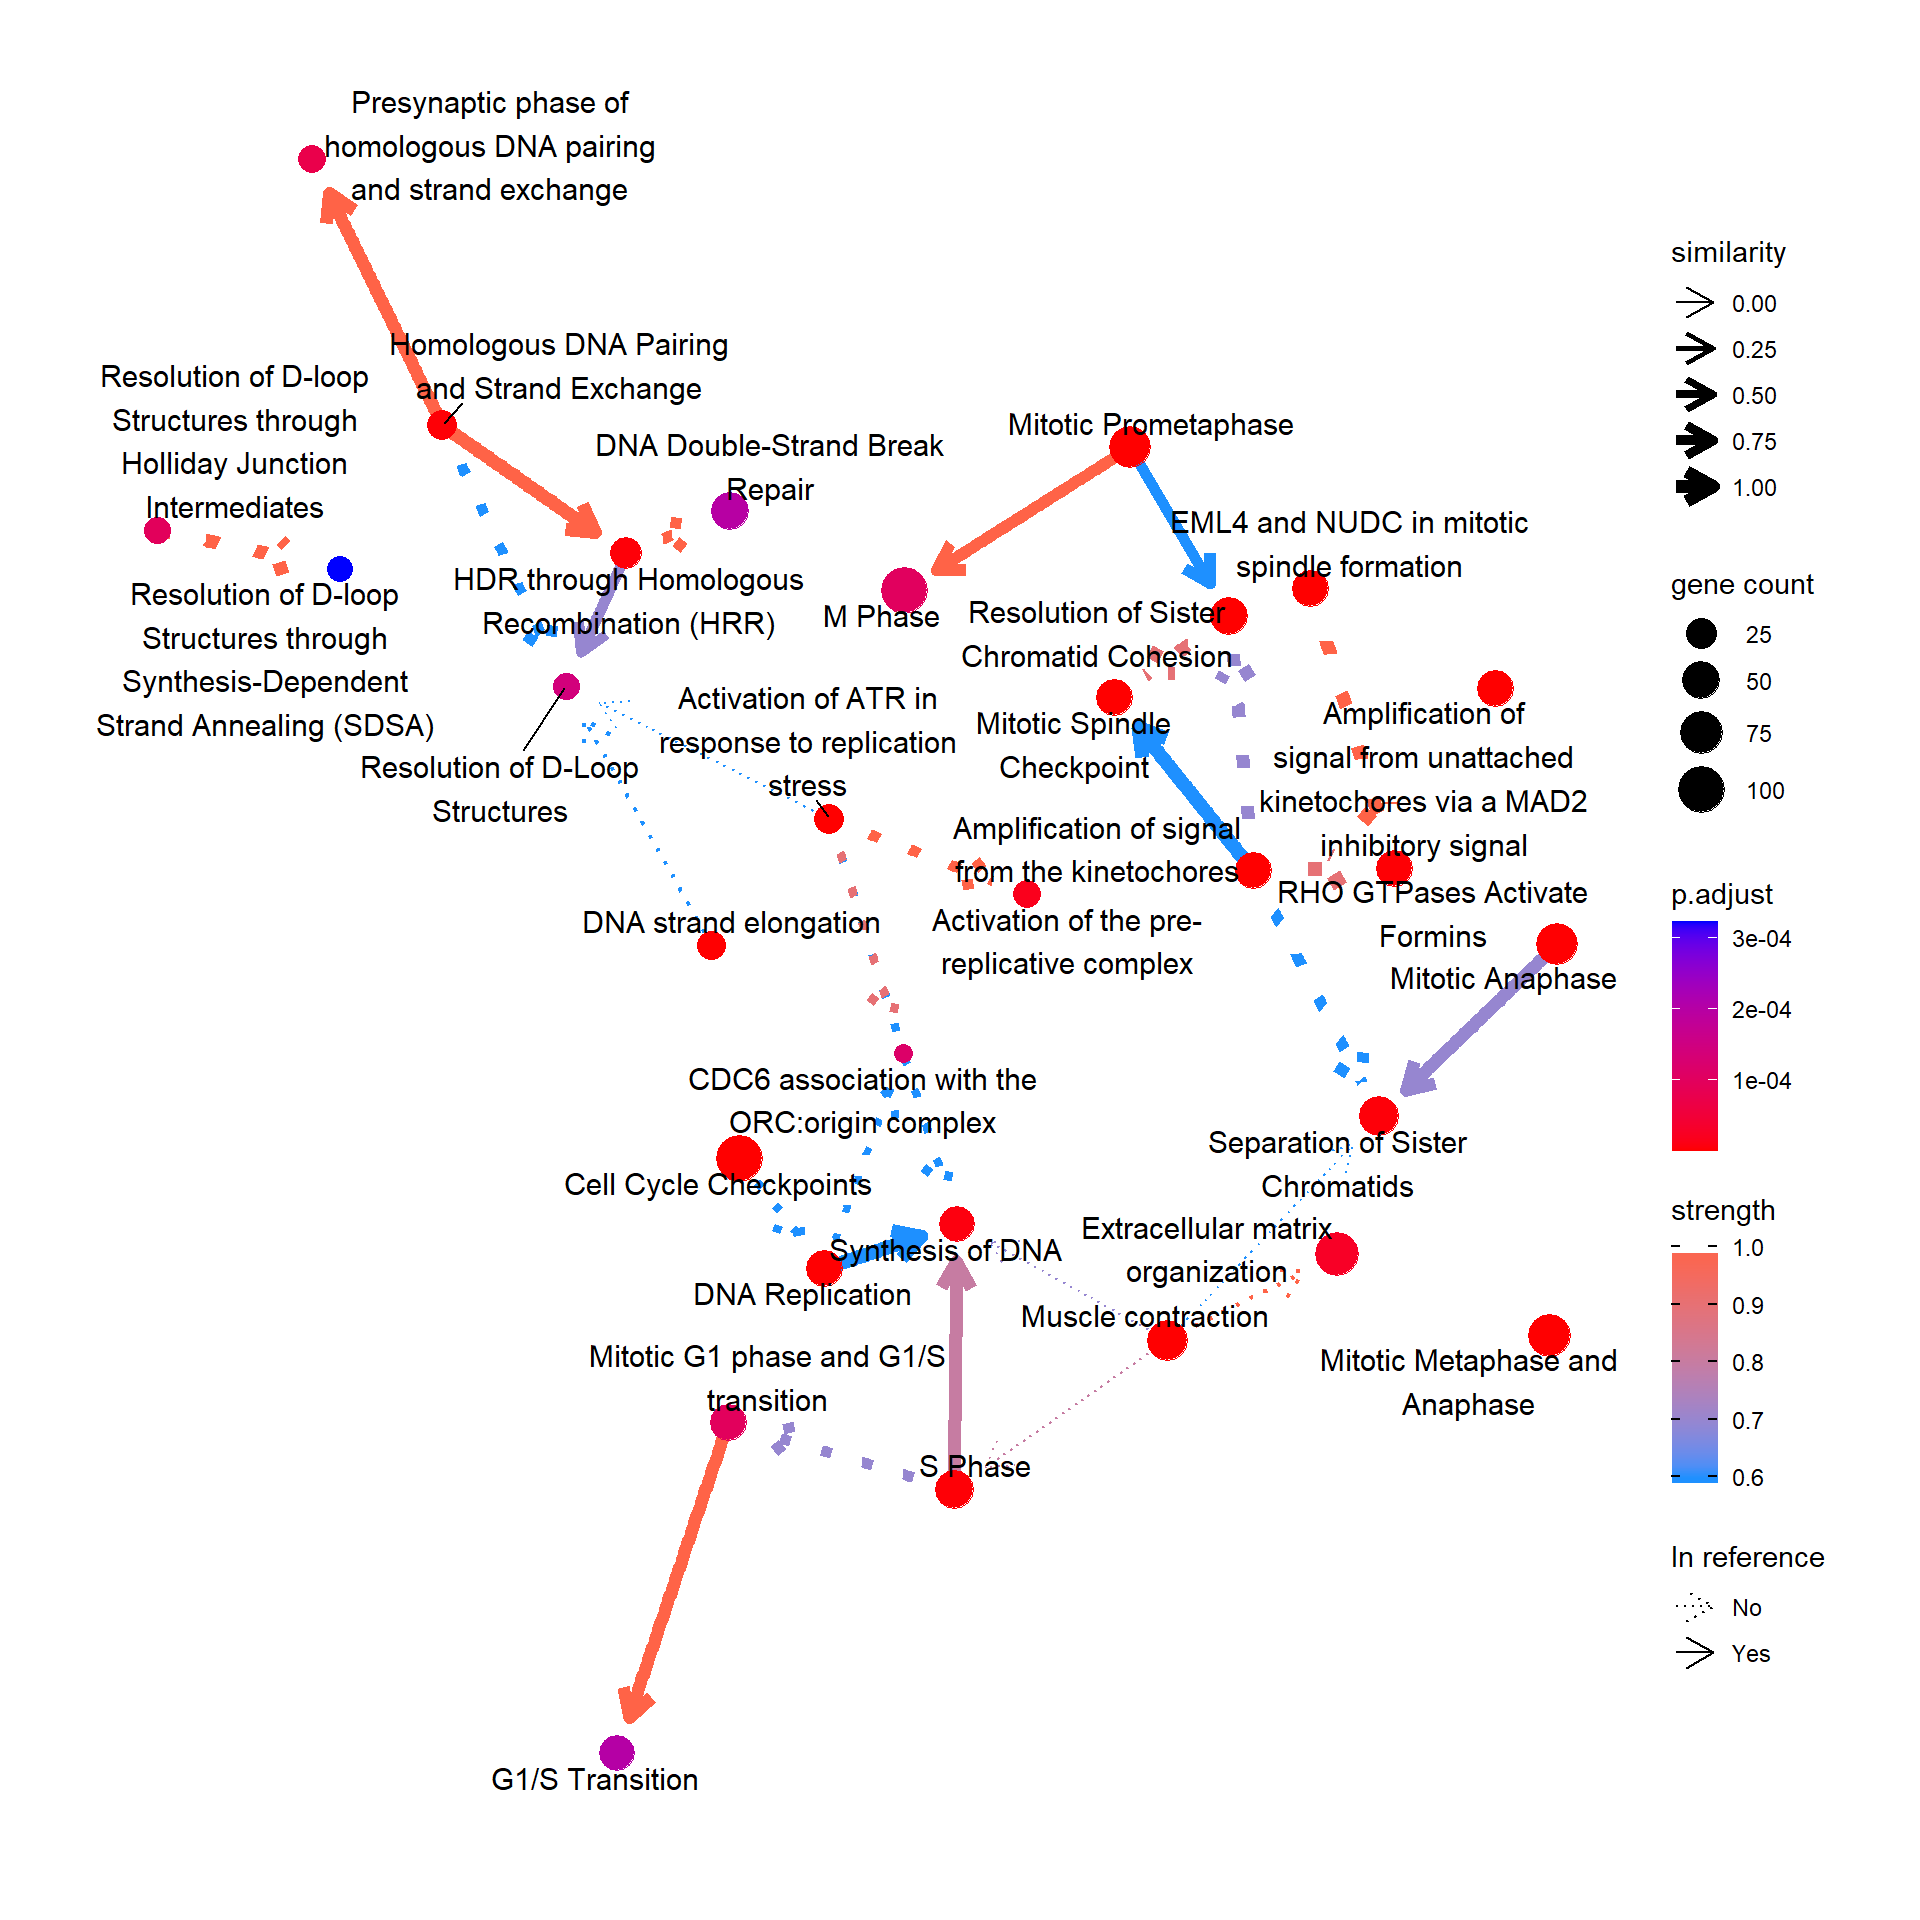 Presynaptic phase of
homologous DNA pairing
and strand exchange
Homologous DNA Pairing
and Strand Exchange
Resolution of D-loop
Structures through
Holliday Junction
Intermediates
DNA Double-Strand Break
Repair
Mitotic Prometaphase
EML4 and NUDC in mitotic
spindle formation
HDR through Homologous
Recombination (HRR)
Resolution of D-loop
Structures through
Synthesis-Dependent
Strand Annealing (SDSA)
M Phase
Resolution of Sister
Chromatid Cohesion
Activation of ATR in
response to replication
stress
Mitotic Spindle
Checkpoint
Amplification of
signal from unattached
kinetochores via a MAD2
inhibitory signal
Resolution of D-Loop
Structures
Amplification of signal
from the kinetochores
RHO GTPases Activate
Formins
DNA strand elongation
Activation of the pre-
replicative complex
Mitotic Anaphase
CDC6 association with the
ORC:origin complex
Cell Cycle Checkpoints
Separation of Sister
Chromatids
Synthesis of DNA
Extracellular matrix
organization
DNA Replication
Muscle contraction
Mitotic G1 phase and G1/S
transition
Mitotic Metaphase and
Anaphase
S Phase
G1/S Transition
similarity
0.00
0.25
0.50
0.75
1.00
gene count
25
50
75
100
p.adjust
3e-04
2e-04
1e-04
strength
1.0
0.9
0.8
0.7
0.6
In reference
No
Yes